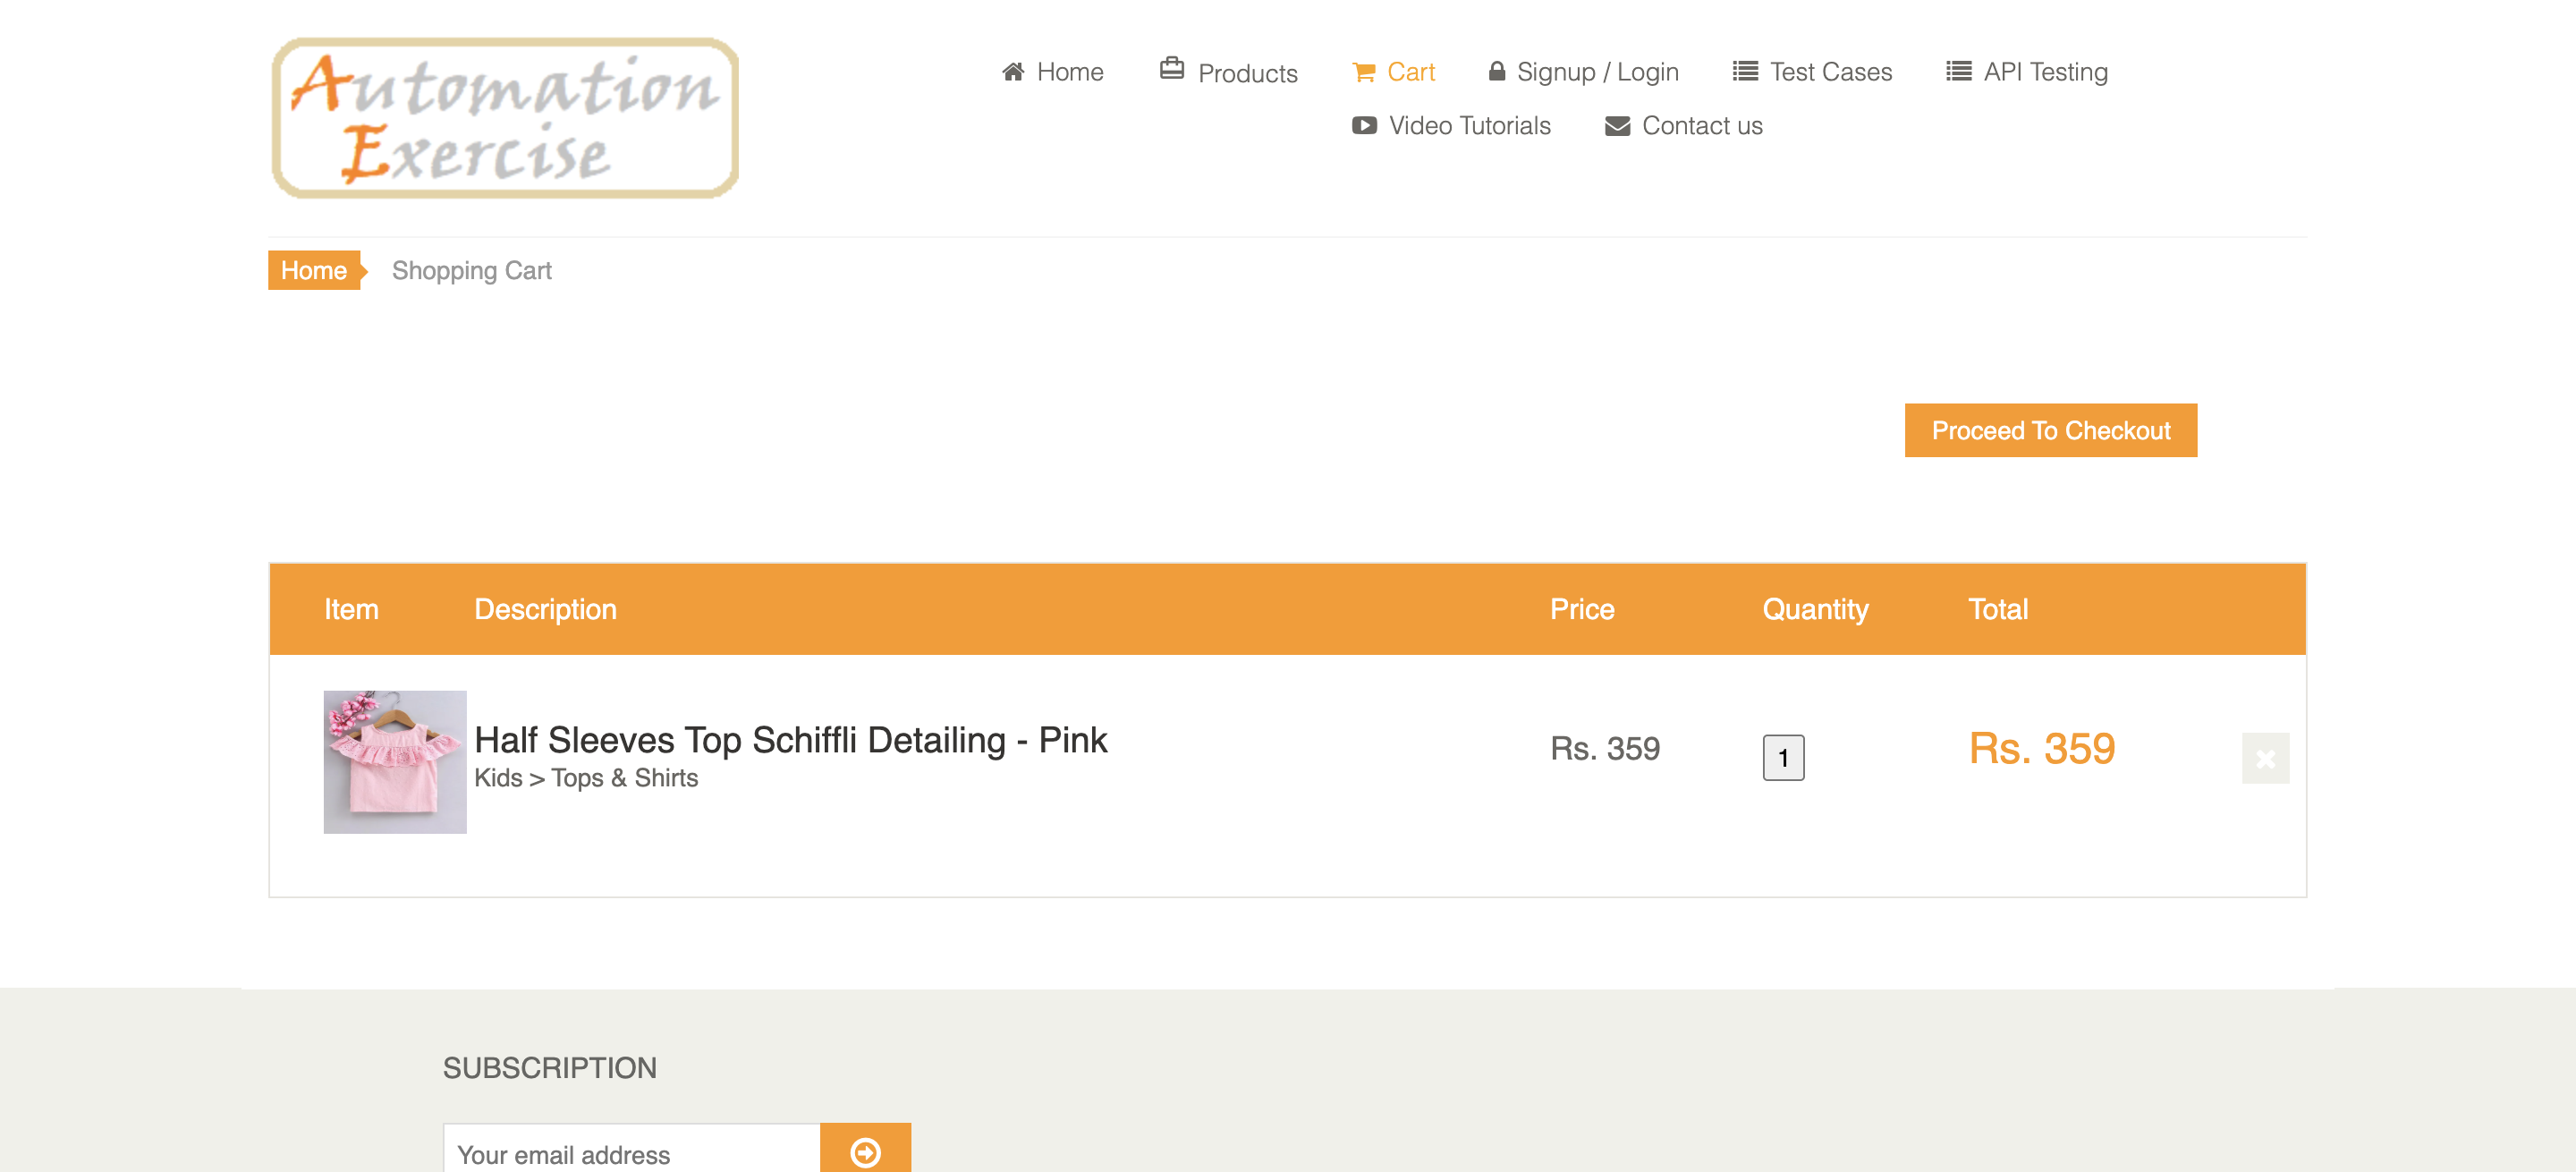 Automation
Exercise
Home Products Cart Signup / Login Test Cases API Testing
Video Tutorials Contact us
Home Shopping Cart
Proceed To Checkout
Item Description Price Quantity Total
Half Sleeves Top Schiffli Detailing - Pink Rs. 359 1 Rs. 359
Kids > Tops & Shirts
SUBSCRIPTION
Your email address